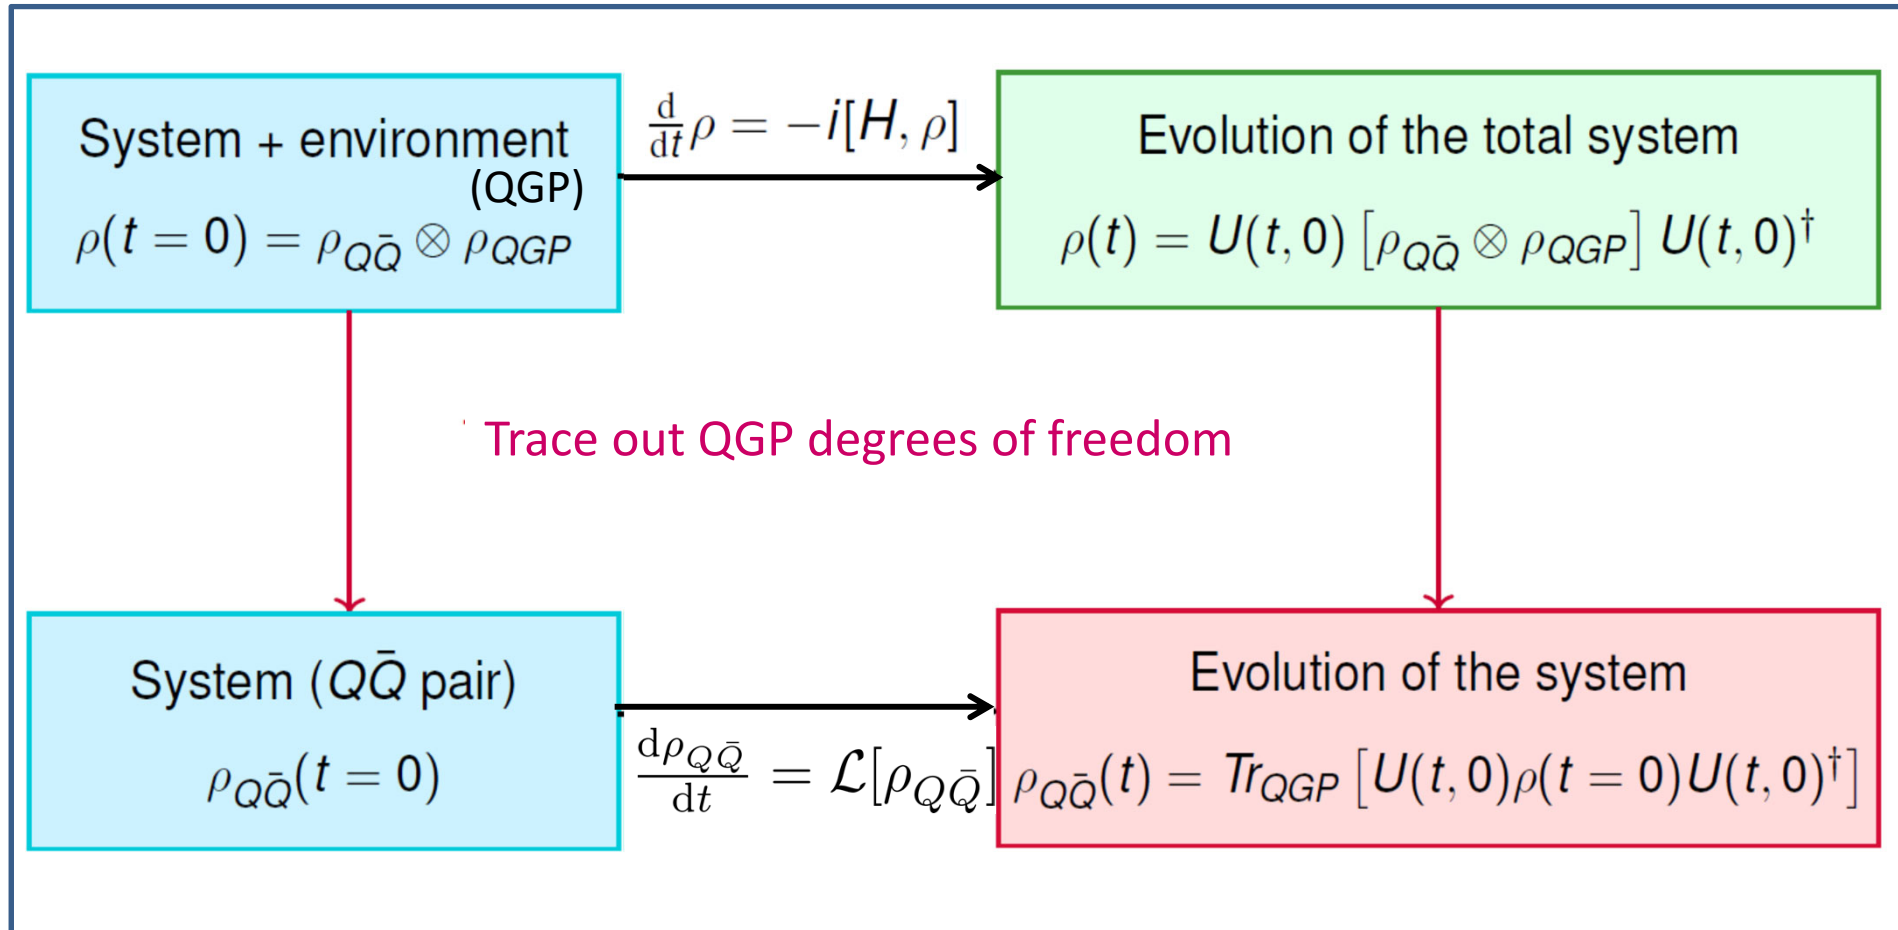 System + environment
(QGP)
ρ(t = 0) = ρ_{QQ̄} ⊗ ρ_{QGP}
d/dt ρ = −i[H, ρ]
Evolution of the total system
ρ(t) = U(t, 0) [ρ_{QQ̄} ⊗ ρ_{QGP}] U(t, 0)†
Trace out QGP degrees of freedom
System (QQ̄ pair)
ρ_{QQ̄}(t = 0)
dρ_{QQ̄}/dt = ℒ[ρ_{QQ̄}]
Evolution of the system
ρ_{QQ̄}(t) = Tr_{QGP} [U(t, 0)ρ(t = 0)U(t, 0)†]